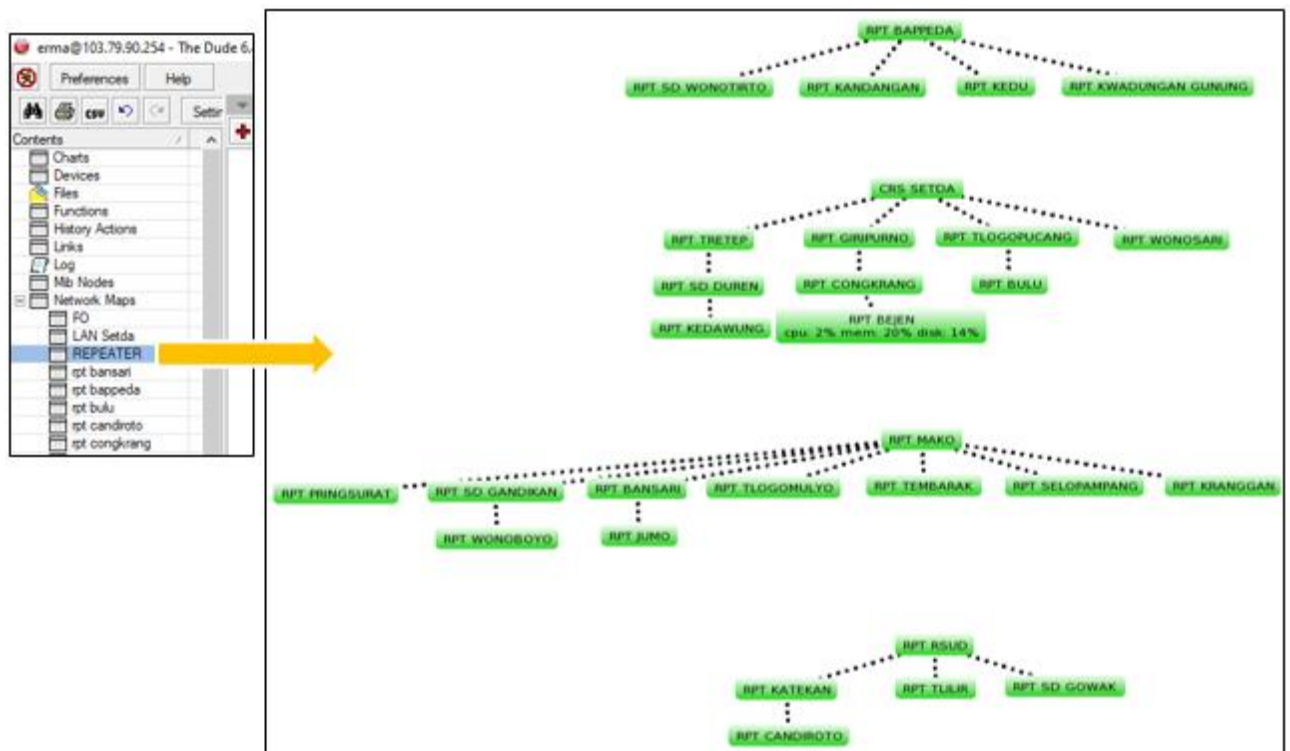 erma@103.79.90.254 - The Dude 6.
Preferences Help
csv Settin
Contents
Charts
Devices
Files
Functions
History Actions
Links
Log
Mib Nodes
Network Maps
FO
LAN Setda
REPEATER
rpt bansari
rpt bappeda
rpt bulu
rpt candiroto
rpt congkrang
RPT BAPPEDA
RPT SD WONOTIRTO RPT KANDANGAN RPT KEDU RPT KWADUNGAN GUNUNG
CRS SETDA
RPT TRETEP RPT GIRIPURNO RPT TLOGOPUCANG RPT WONOSARI
RPT SD DUREN RPT CONGKRANG RPT BULU
RPT KEDAWUNG RPT BEJEN
cpu: 2% mem: 20% disk: 14%
RPT MAKO
RPT PRINGSURAT RPT SD GANDIKAN RPT BANSARI RPT TLOGOMULYO RPT TEMBARAK RPT SELOPAMPANG RPT KRANGGAN
RPT WONOBOYO RPT JUMO
RPT RSUD
RPT KATEKAN RPT TLILIR RPT SD GOWAK
RPT CANDIROTO